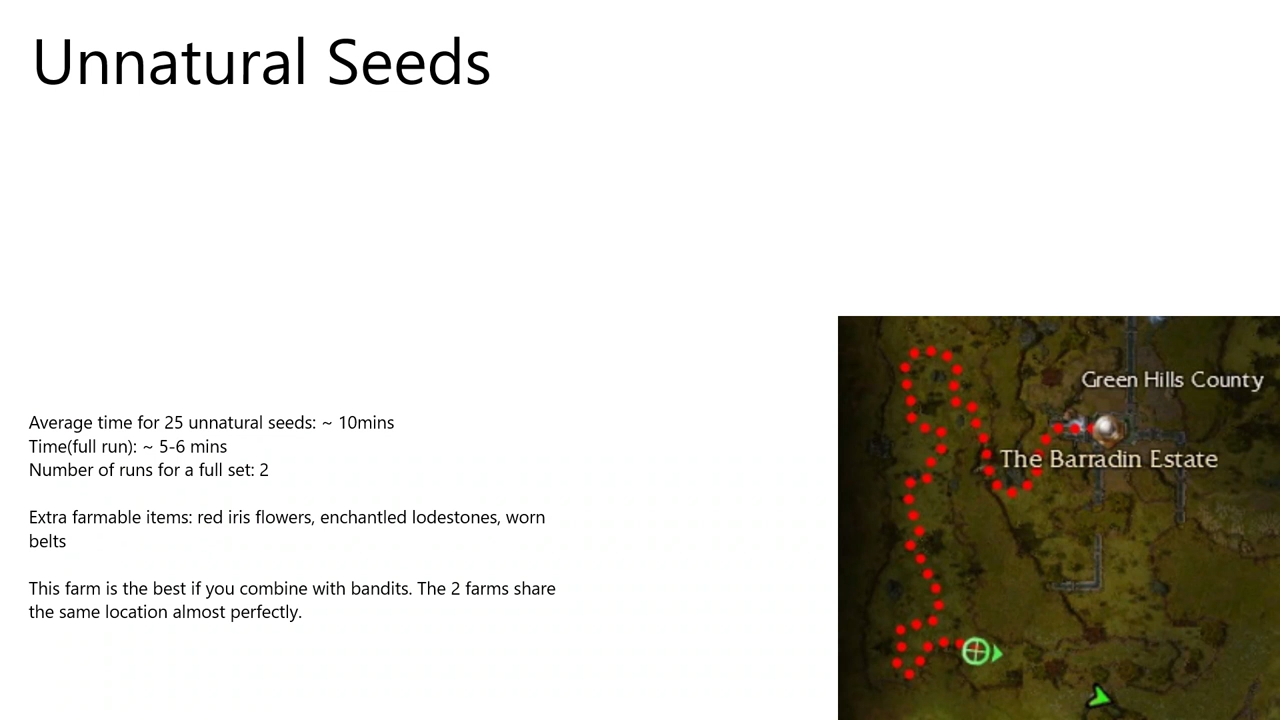 Unnatural Seeds
Green Hills County
The Barradin Estate
Average time for 25 unnatural seeds: ~ 10mins
Time(full run): ~ 5-6 mins
Number of runs for a full set: 2
Extra farmable items: red iris flowers, enchanted lodestones, worn
belts
This farm is the best if you combine with bandits. The 2 farms share
the same location almost perfectly.